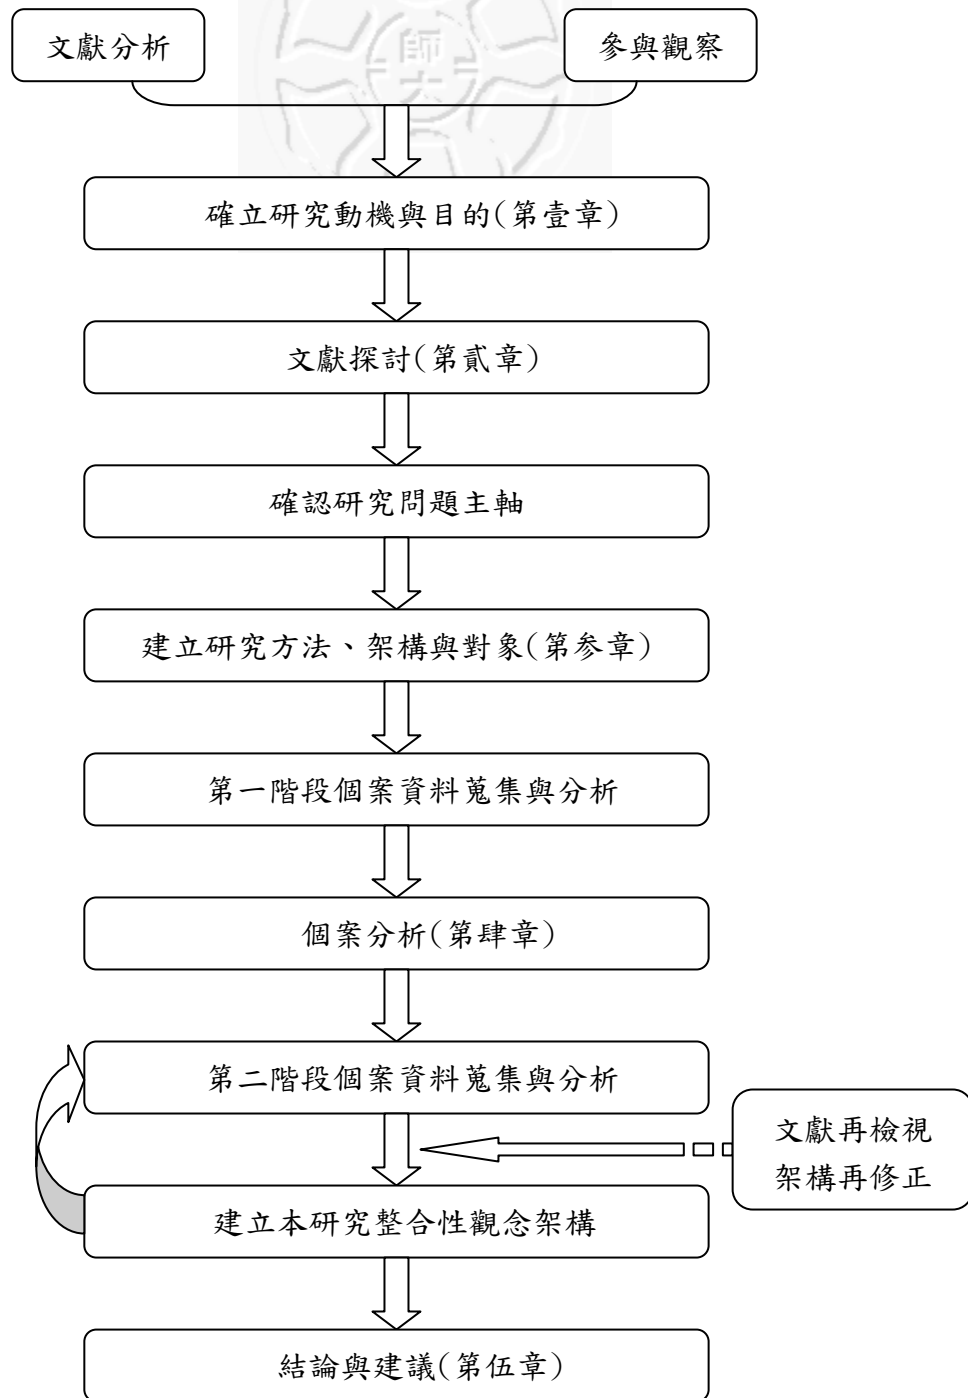 文獻分析
參與觀察
師大
確立研究動機與目的(第壹章)
文獻探討(第貳章)
確認研究問題主軸
建立研究方法、架構與對象(第参章)
第一階段個案資料蒐集與分析
個案分析(第肆章)
第二階段個案資料蒐集與分析
文獻再檢視
架構再修正
建立本研究整合性觀念架構
結論與建議(第伍章)